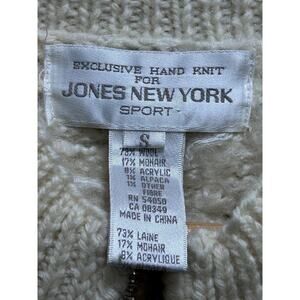 EXCLUSIVE HAND KNIT
FOR
JONES NEW YORK
SPORT
S
73% WOOL
17% MOHAIR
8% ACRYLIC
1% ALPACA
1% OTHER
FIBRE
RN 54050
CA 08349
MADE IN CHINA
73% LAINE
17% MOHAIR
8% ACRYLIQUE